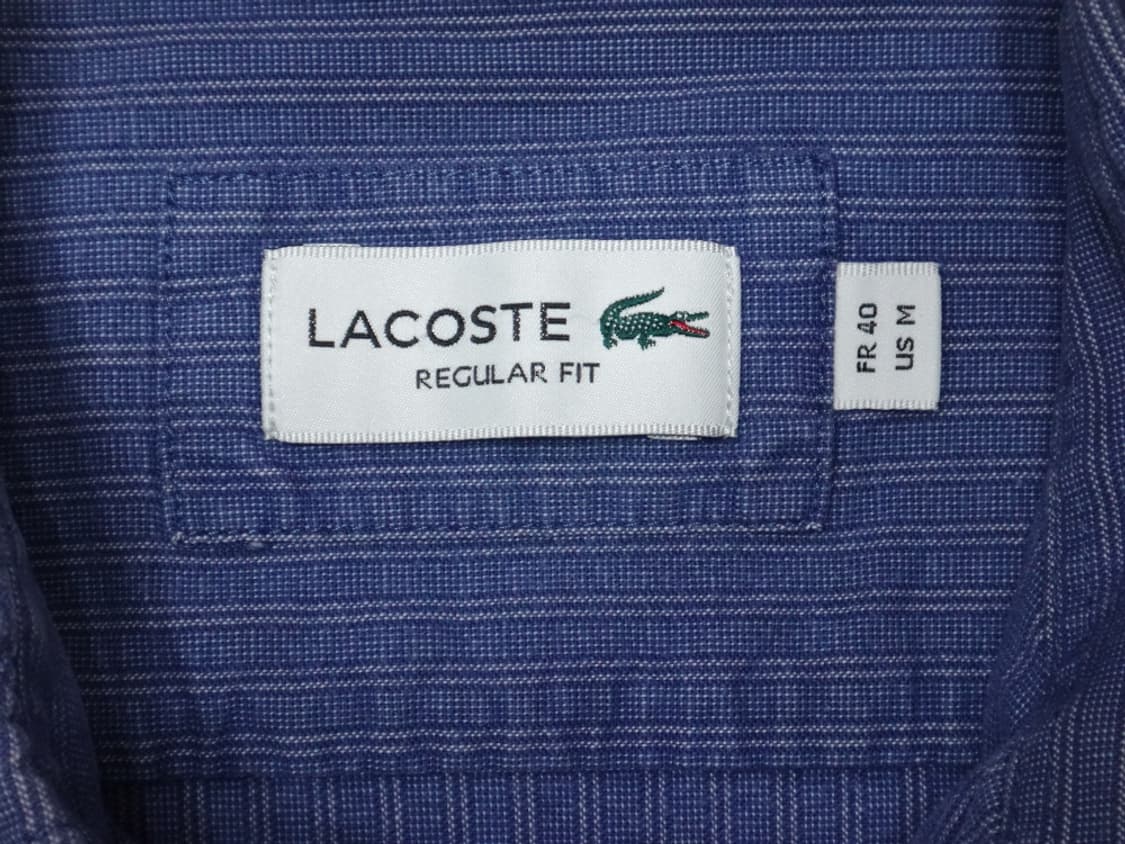 LACOSTE
REGULAR FIT
FR 40
US M